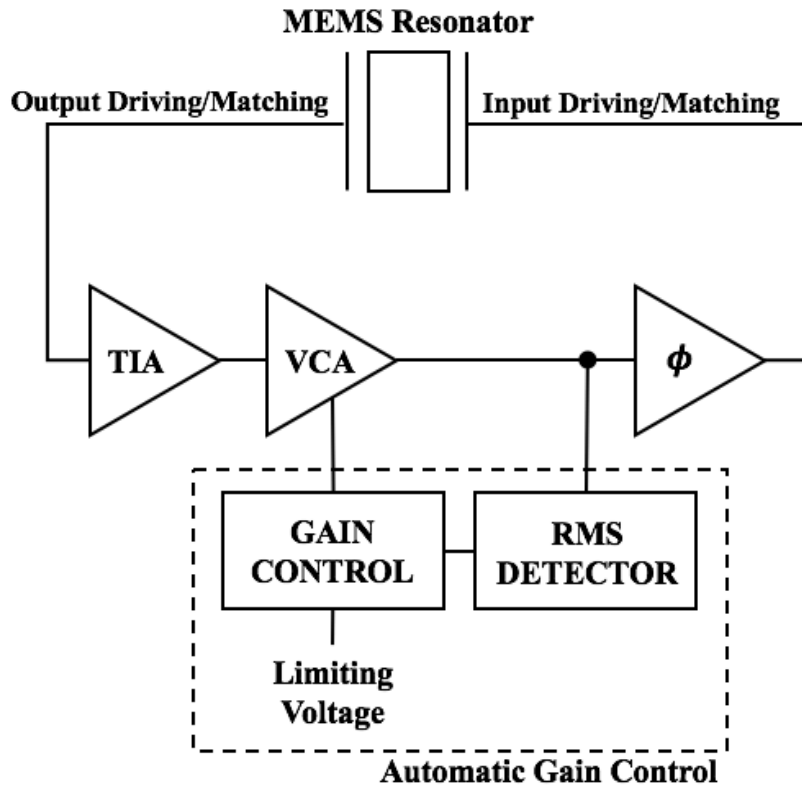 MEMS Resonator
Output Driving/Matching
Input Driving/Matching
TIA
VCA
ϕ
GAIN
CONTROL
RMS
DETECTOR
Limiting
Voltage
Automatic Gain Control